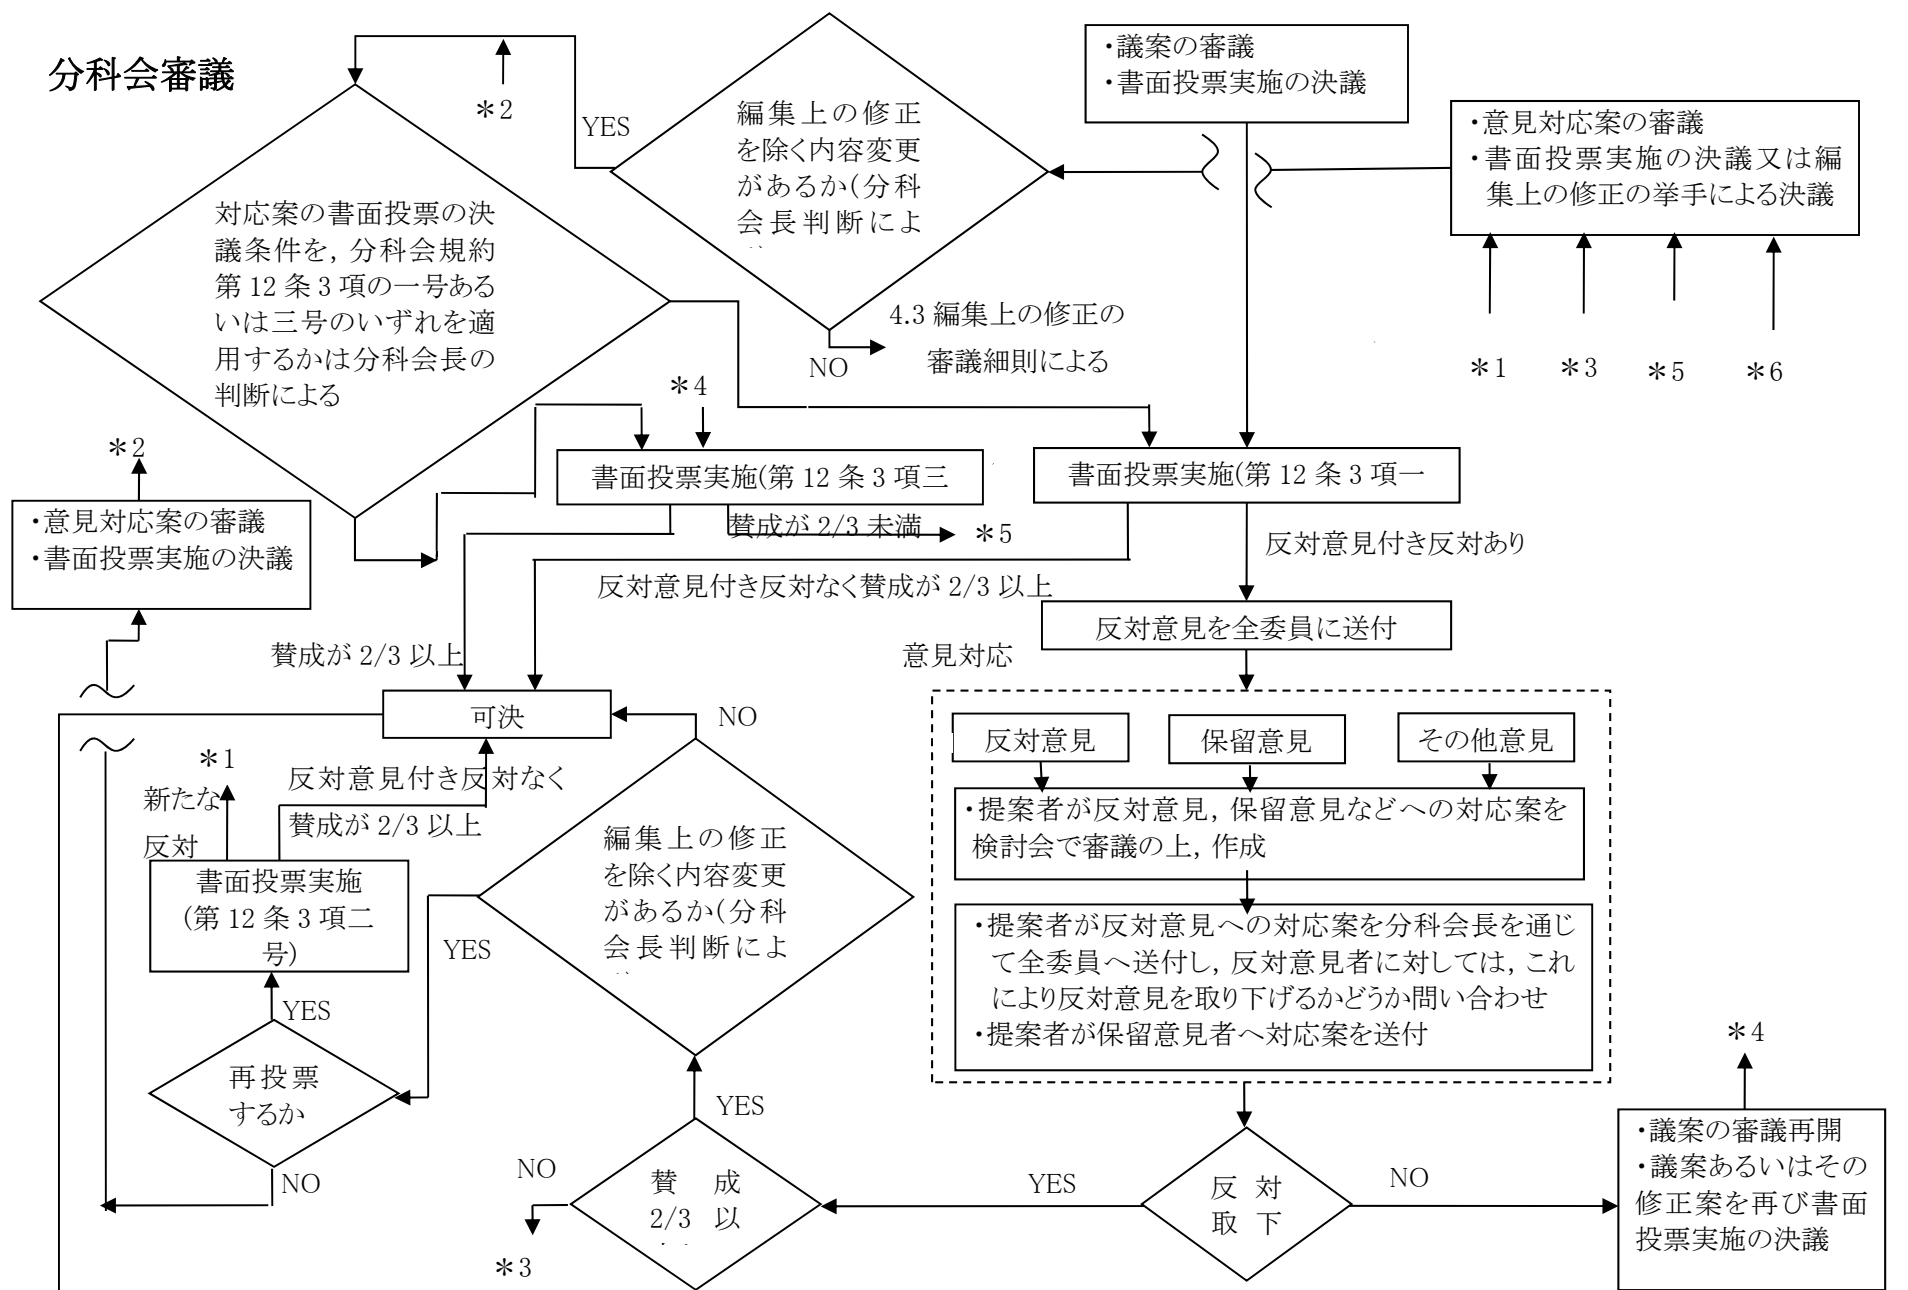 分科会審議
・議案の審議
・書面投票実施の決議
＊2
YES
編集上の修正
を除く内容変更
があるか(分科
会長判断によ
・意見対応案の審議
・書面投票実施の決議又は編
集上の修正の挙手による決議
対応案の書面投票の決
議条件を，分科会規約
第 12 条 3 項の一号ある
いは三号のいずれを適
用するかは分科会長の
判断による
4.3 編集上の修正の
審議細則による
NO
＊1
＊3
＊5
＊6
＊4
＊2
書面投票実施(第 12 条 3 項三
書面投票実施(第 12 条 3 項一
・意見対応案の審議
・書面投票実施の決議
賛成が 2/3 未満
＊5
反対意見付き反対あり
反対意見付き反対なく賛成が 2/3 以上
反対意見を全委員に送付
賛成が 2/3 以上
意見対応
可決
NO
反対意見
保留意見
その他意見
＊1
新たな
反対
反対意見付き反対なく
賛成が 2/3 以上
・提案者が反対意見，保留意見などへの対応案を
検討会で審議の上，作成
編集上の修正
を除く内容変更
があるか(分科
会長判断によ
書面投票実施
(第 12 条 3 項二
号)
YES
・提案者が反対意見への対応案を分科会長を通じ
て全委員へ送付し，反対意見者に対しては，これ
により反対意見を取り下げるかどうか問い合わせ
・提案者が保留意見者へ対応案を送付
YES
再投票
するか
NO
＊4
YES
NO
賛 成
2/3 以
＊3
YES
反 対
取 下
NO
・議案の審議再開
・議案あるいはその
修正案を再び書面
投票実施の決議